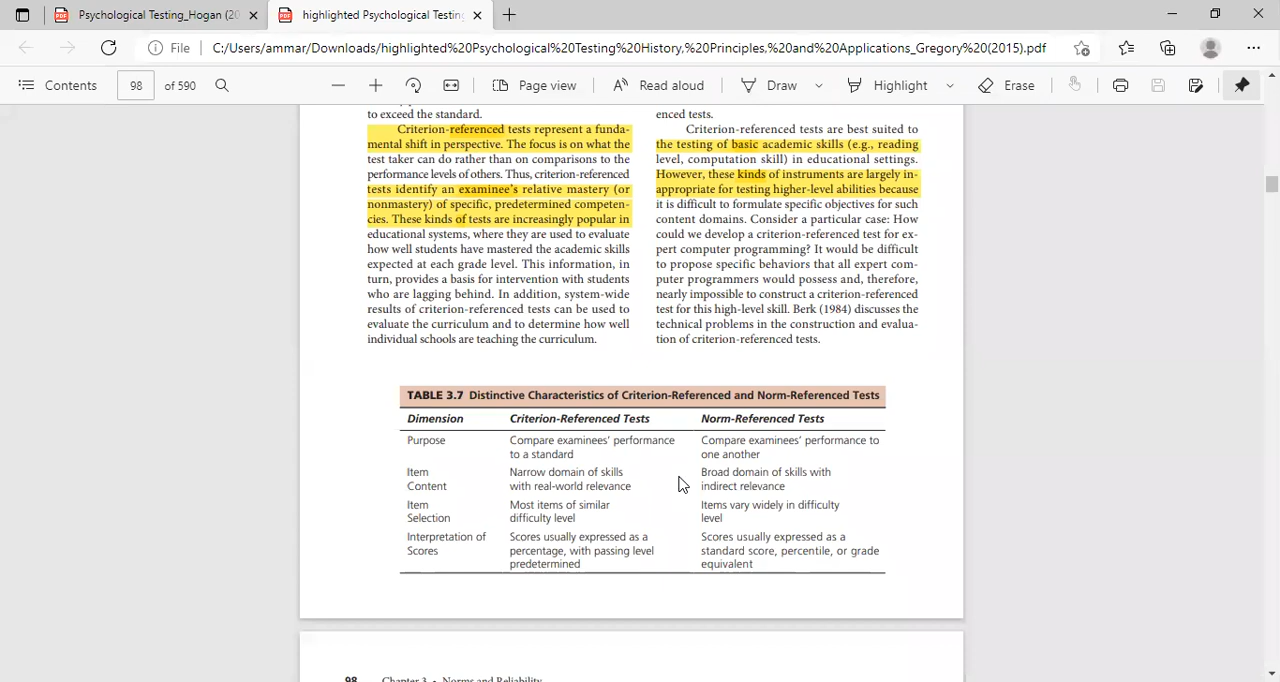 Psychological Testing_Hogan (20
highlighted Psychological Testing
File
C:/Users/ammar/Downloads/highlighted%20Psychological%20Testing%20History,%20Principles,%20and%20Applications_Gregory%20(2015).pdf
Contents
98
of 590
Page view
Read aloud
Draw
Highlight
Erase
to exceed the standard.
Criterion-referenced tests represent a funda-
mental shift in perspective. The focus is on what the
test taker can do rather than on comparisons to the
performance levels of others. Thus, criterion-referenced
tests identify an examinee's relative mastery (or
nonmastery) of specific, predetermined competen-
cies. These kinds of tests are increasingly popular in
educational systems, where they are used to evaluate
how well students have mastered the academic skills
expected at each grade level. This information, in
turn, provides a basis for intervention with students
who are lagging behind. In addition, system-wide
results of criterion-referenced tests can be used to
evaluate the curriculum and to determine how well
individual schools are teaching the curriculum.
enced tests.
Criterion-referenced tests are best suited to
the testing of basic academic skills (e.g., reading
level, computation skill) in educational settings.
However, these kinds of instruments are largely in-
appropriate for testing higher-level abilities because
it is difficult to formulate specific objectives for such
content domains. Consider a particular case: How
could we develop a criterion-referenced test for ex-
pert computer programming? It would be difficult
to propose specific behaviors that all expert com-
puter programmers would possess and, therefore,
nearly impossible to construct a criterion-referenced
test for this high-level skill. Berk (1984) discusses the
technical problems in the construction and evalua-
tion of criterion-referenced tests.
TABLE 3.7 Distinctive Characteristics of Criterion-Referenced and Norm-Referenced Tests
Dimension Criterion-Referenced Tests Norm-Referenced Tests
Purpose Compare examinees' performance Compare examinees' performance to
to a standard one another
Item Narrow domain of skills Broad domain of skills with
Content with real-world relevance indirect relevance
Item Most items of similar Items vary widely in difficulty
Selection difficulty level level
Interpretation of Scores usually expressed as a Scores usually expressed as a
Scores percentage, with passing level standard score, percentile, or grade
predetermined equivalent
98 Chapter 3 • Norms and Reliability